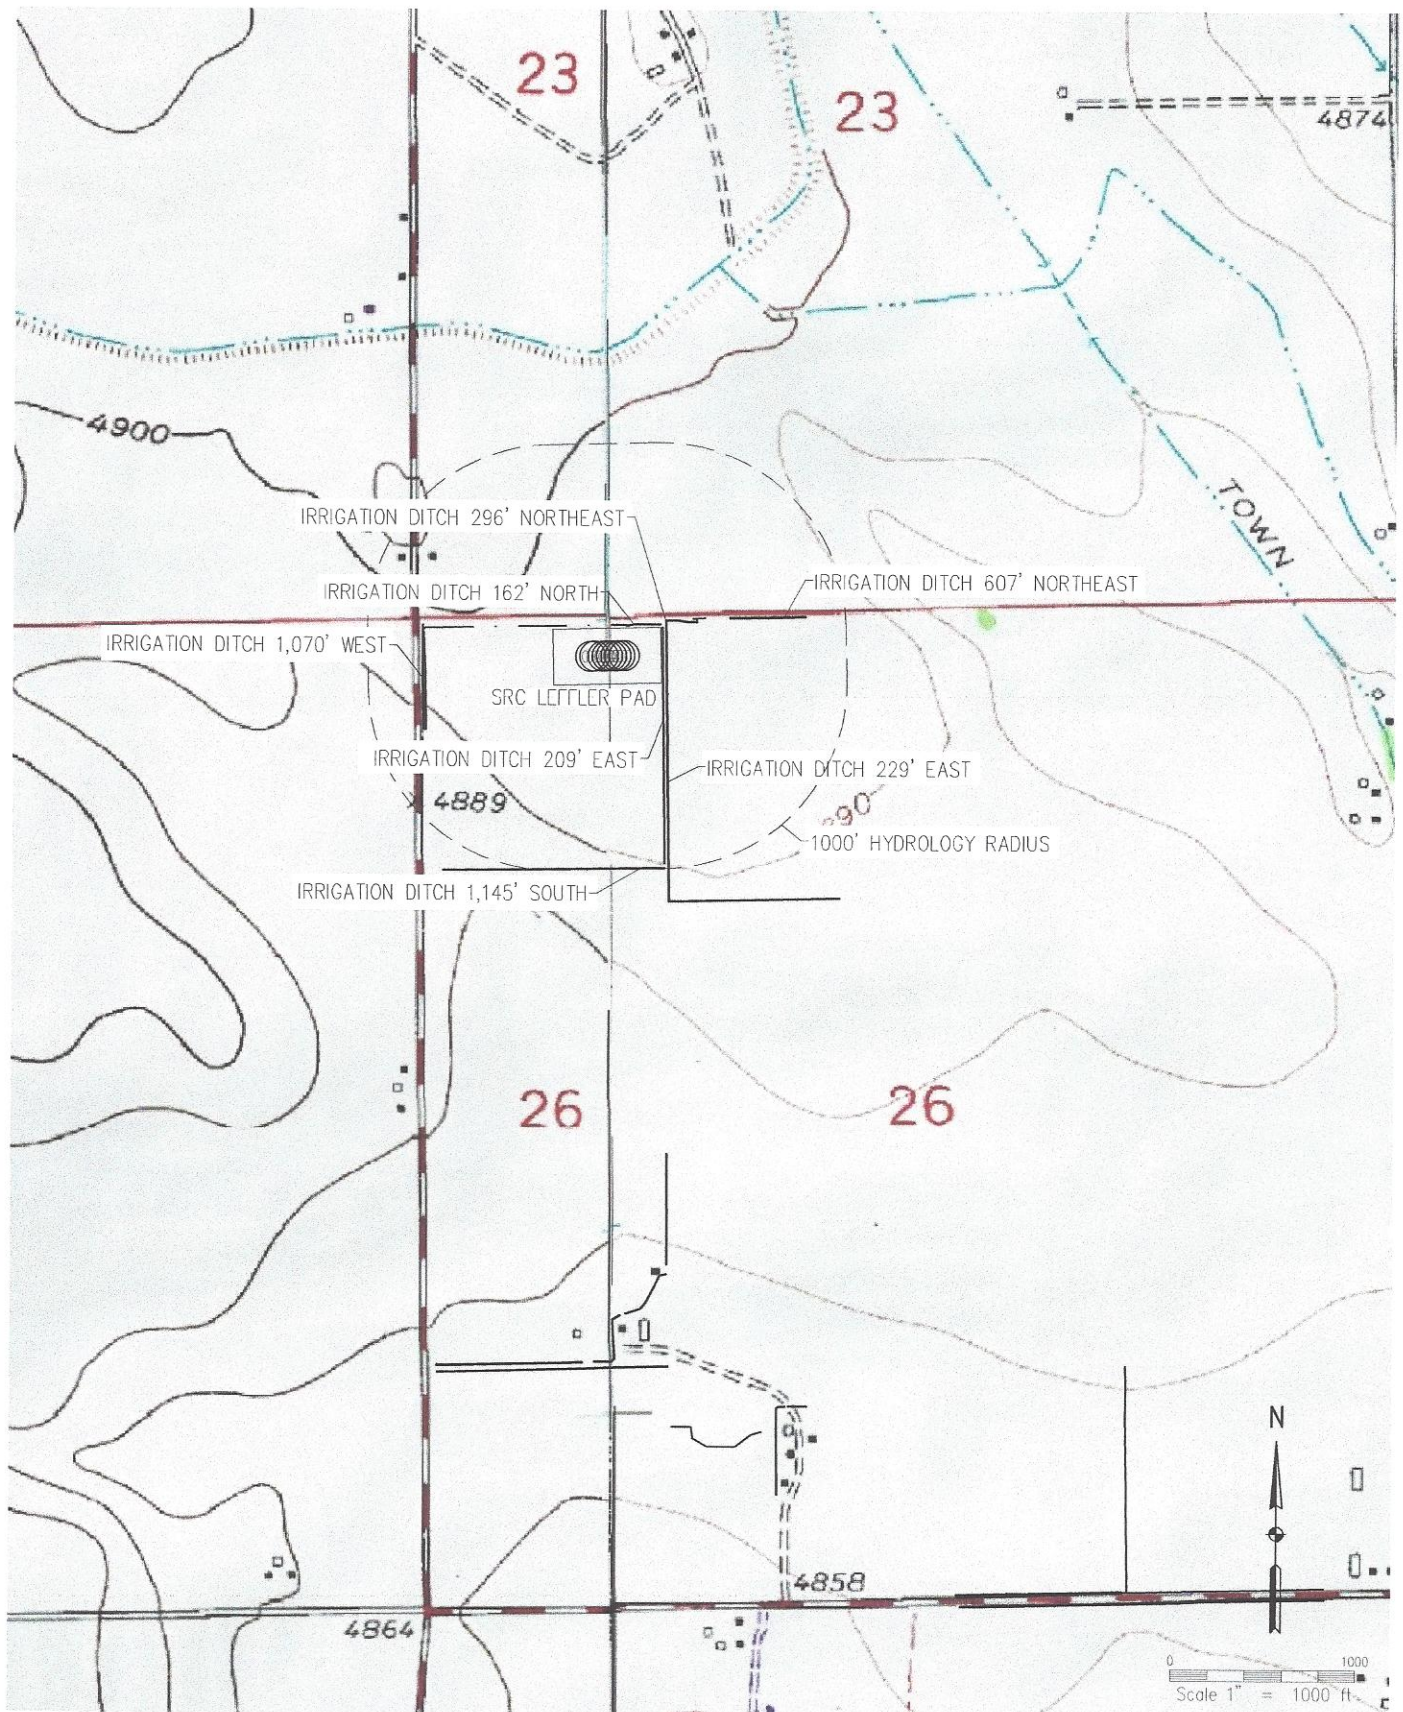 23
23
4874
4900
TOWN
IRRIGATION DITCH 296' NORTHEAST
IRRIGATION DITCH 162' NORTH
IRRIGATION DITCH 607' NORTHEAST
IRRIGATION DITCH 1,070' WEST
SRC LEFFLER PAD
IRRIGATION DITCH 209' EAST
IRRIGATION DITCH 229' EAST
4889
90
1000' HYDROLOGY RADIUS
IRRIGATION DITCH 1,145' SOUTH
26
26
N
4858
4864
0 1000
Scale 1" = 1000 ft